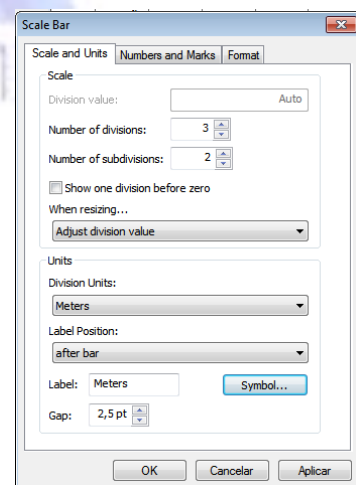 Scale Bar
Scale and Units Numbers and Marks Format
Scale
Division value: Auto
Number of divisions: 3
Number of subdivisions: 2
Show one division before zero
When resizing...
Adjust division value
Units
Division Units:
Meters
Label Position:
after bar
Label: Meters Symbol...
Gap: 2,5 pt
OK Cancelar Aplicar